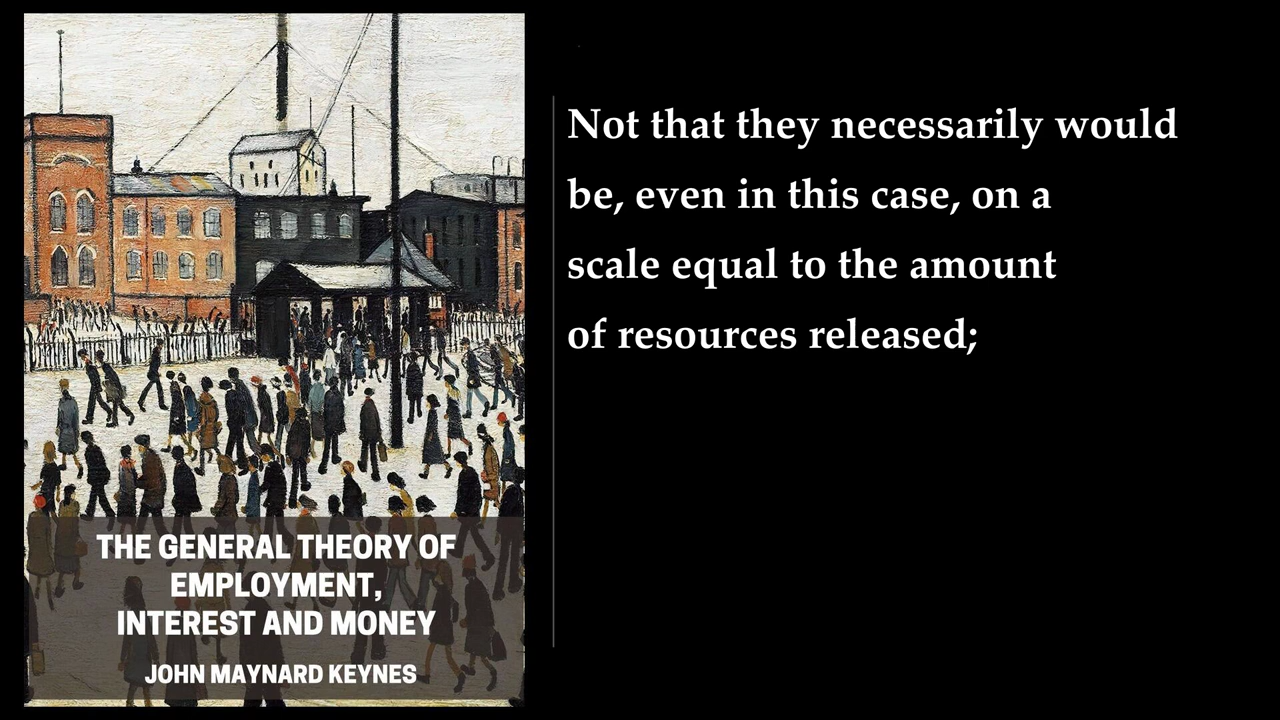 Not that they necessarily would
be, even in this case, on a
scale equal to the amount
of resources released;
THE GENERAL THEORY OF
EMPLOYMENT,
INTEREST AND MONEY
JOHN MAYNARD KEYNES